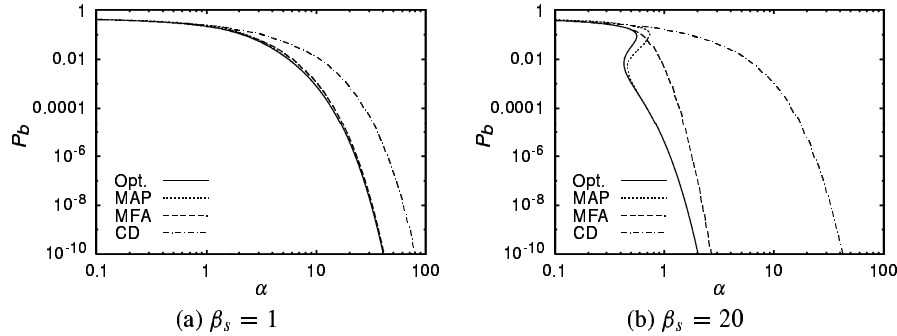 1
0.01
0.0001
10⁻⁶
10⁻⁸
10⁻¹⁰
P_b
Opt.
MAP
MFA
CD
0.1 1 10 100
α
(a) β_s = 1
1
0.01
0.0001
10⁻⁶
10⁻⁸
10⁻¹⁰
P_b
Opt.
MAP
MFA
CD
0.1 1 10 100
α
(b) β_s = 20